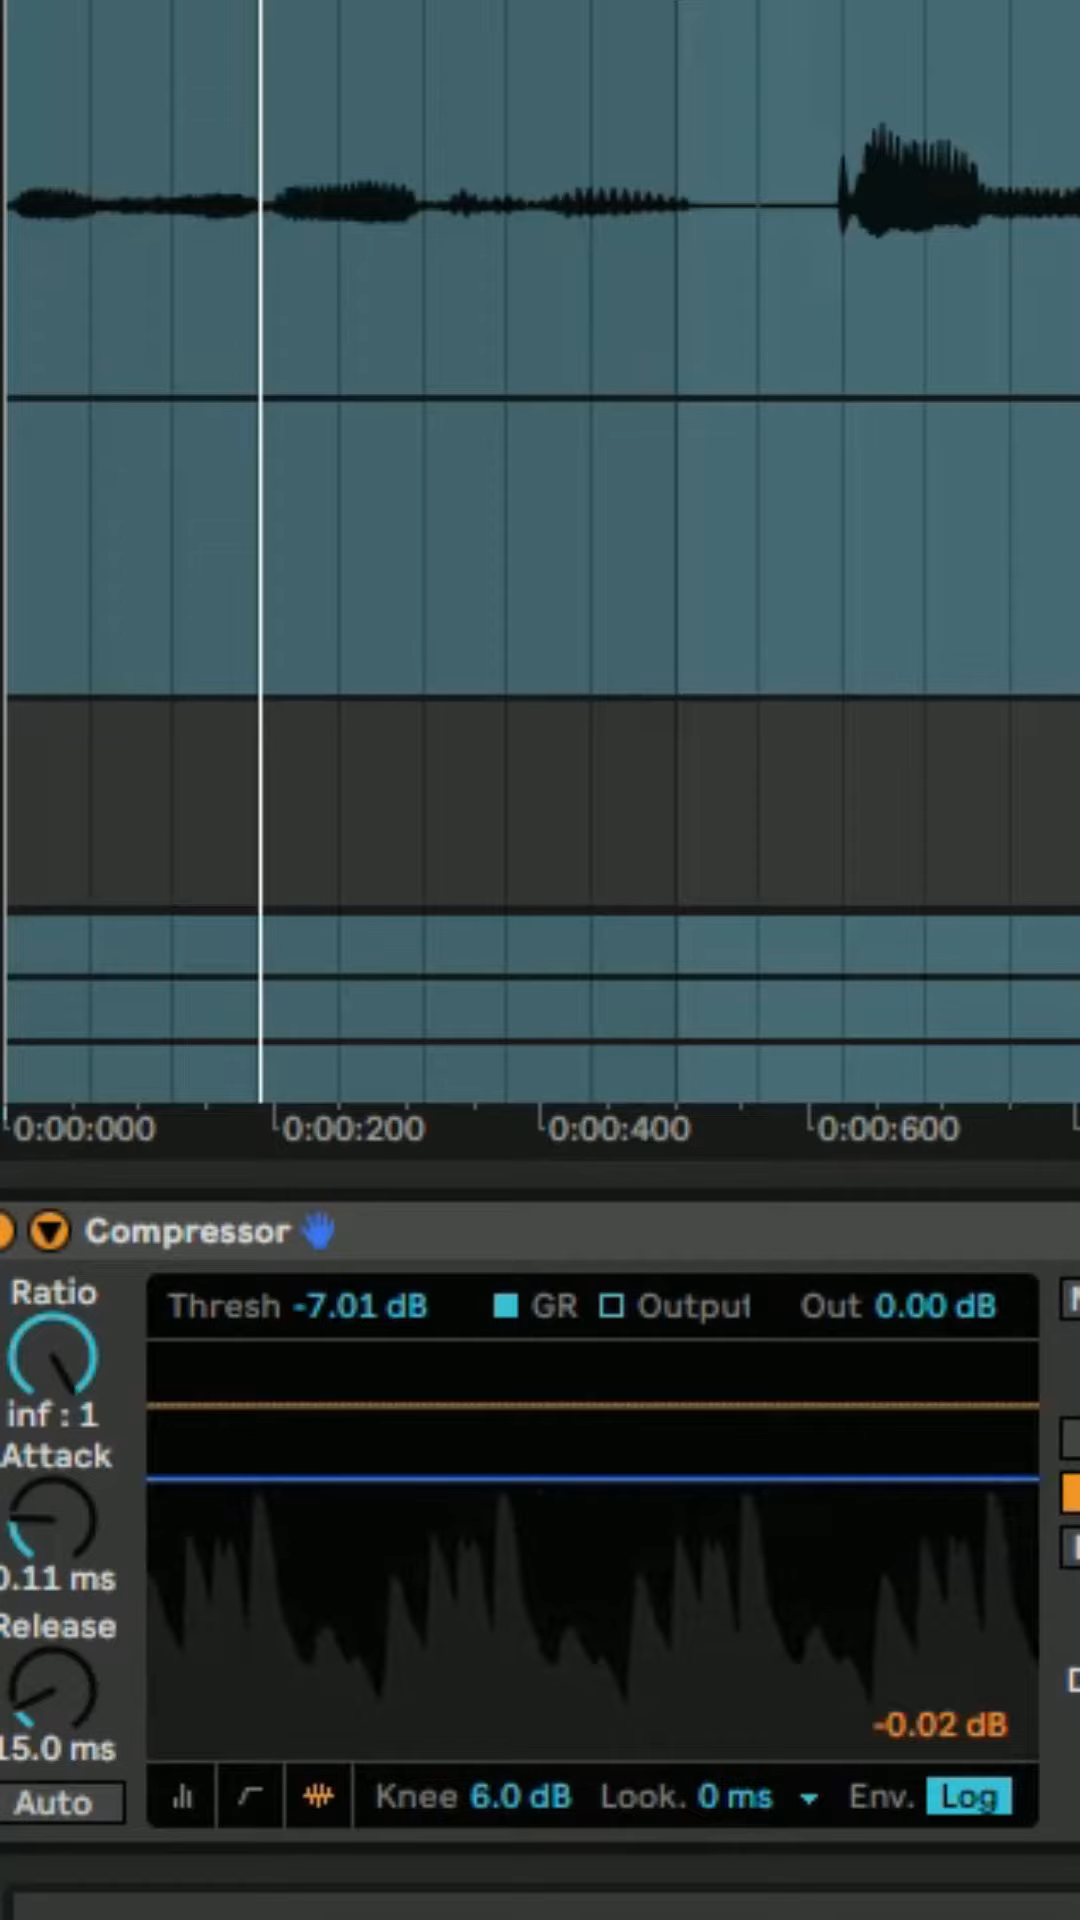 0:00:000 0:00:200 0:00:400 0:00:600
Compressor
Ratio
inf : 1
Attack
0.11 ms
Release
15.0 ms
Auto
Thresh -7.01 dB GR Output Out 0.00 dB
-0.02 dB
Knee 6.0 dB Look. 0 ms Env. Log